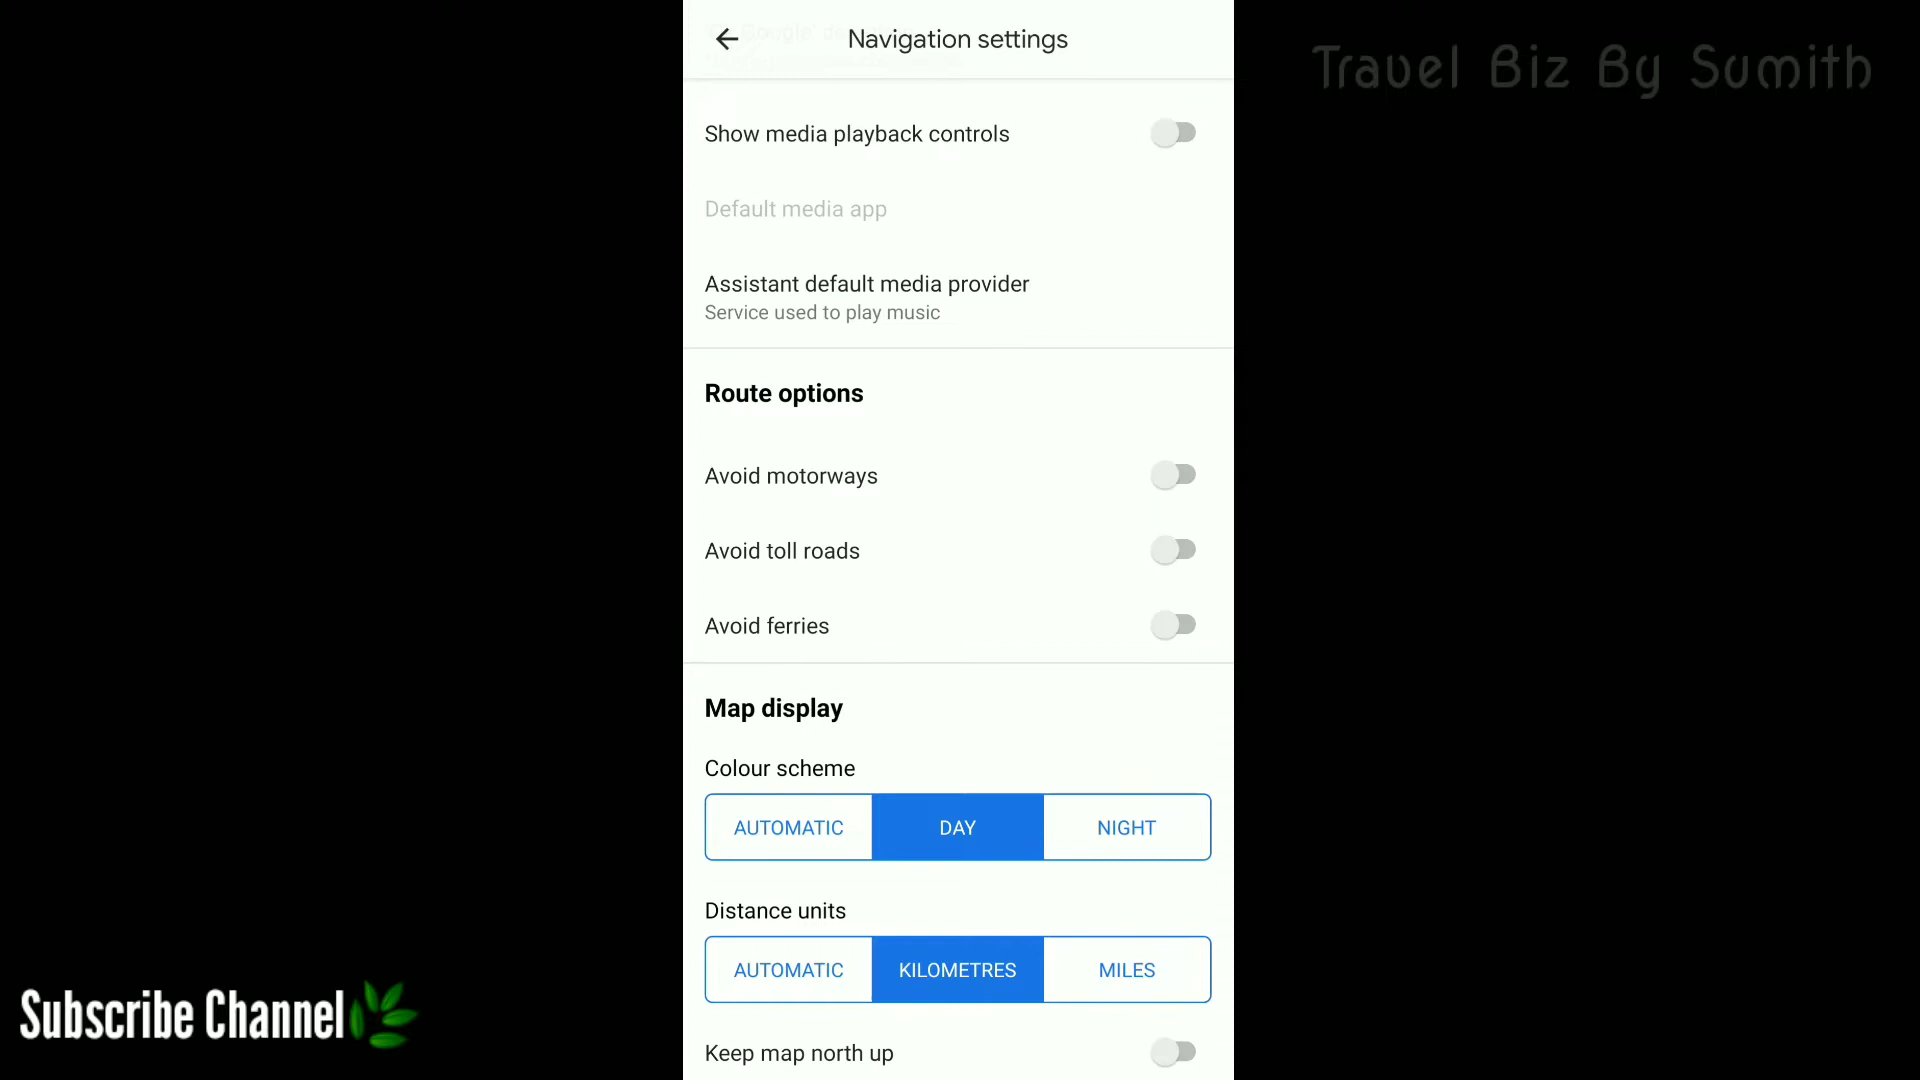 Navigation settings
Travel Biz By Sumith
Show media playback controls
Default media app
Assistant default media provider
Service used to play music
Route options
Avoid motorways
Avoid toll roads
Avoid ferries
Map display
Colour scheme
AUTOMATIC DAY NIGHT
Distance units
AUTOMATIC KILOMETRES MILES
Subscribe Channel
Keep map north up